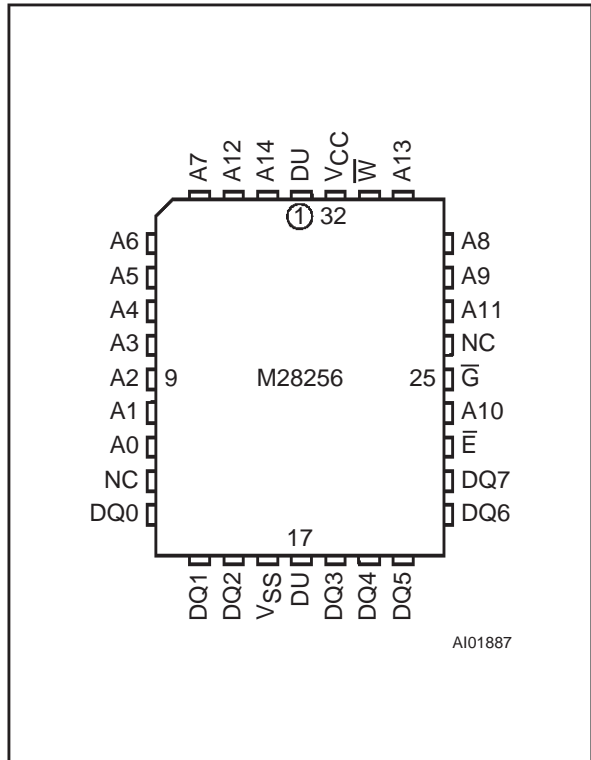 A7 A12 A14 DU VCC W̅ A13
① 32
A6 A8
A5 A9
A4 A11
A3 NC
A2 9 M28256 25 G̅
A1 A10
A0 E̅
NC DQ7
DQ0 DQ6
17
DQ1 DQ2 VSS DU DQ3 DQ4 DQ5
AI01887